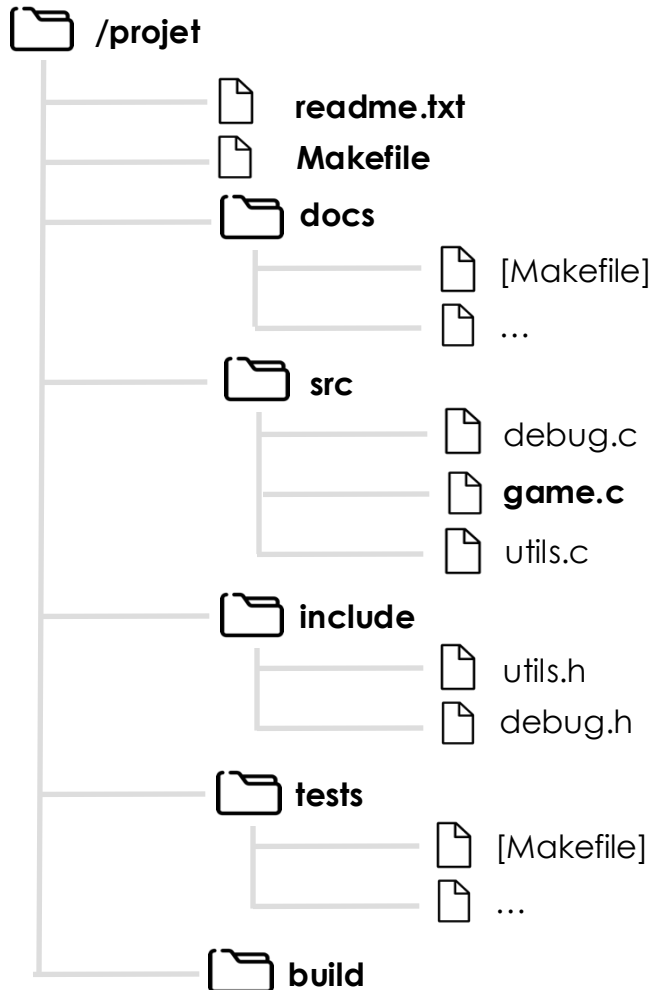 /projet
readme.txt
Makefile
docs
[Makefile]
...
src
debug.c
game.c
utils.c
include
utils.h
debug.h
tests
[Makefile]
...
build